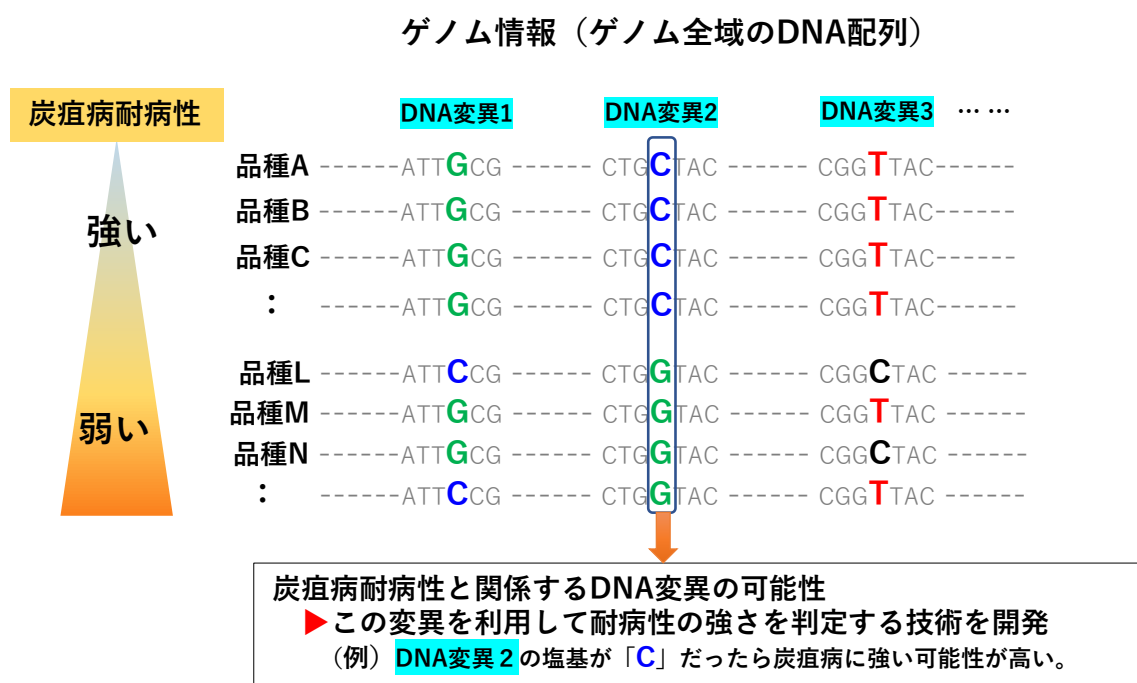 ゲノム情報（ゲノム全域のDNA配列）
炭疽病耐病性
DNA変異1 DNA変異2 DNA変異3 … …
品種A ------ATTGCG ------ CTGCTAC ------ CGGTTAC------
品種B ------ATTGCG ------ CTGCTAC ------ CGGTTAC------
強い
品種C ------ATTGCG ------ CTGCTAC ------ CGGTTAC------
： ------ATTGCG ------ CTGCTAC ------ CGGTTAC------
品種L ------ATTCCG ------ CTGGTAC ------ CGGCTAC ------
品種M ------ATTGCG ------ CTGGTAC ------ CGGTTAC ------
弱い
品種N ------ATTGCG ------ CTGGTAC ------ CGGCTAC ------
： ------ATTCCG ------ CTGGTAC ------ CGGTTAC ------
炭疽病耐病性と関係するDNA変異の可能性
▶この変異を利用して耐病性の強さを判定する技術を開発
（例）DNA変異２の塩基が「C」だったら炭疽病に強い可能性が高い。